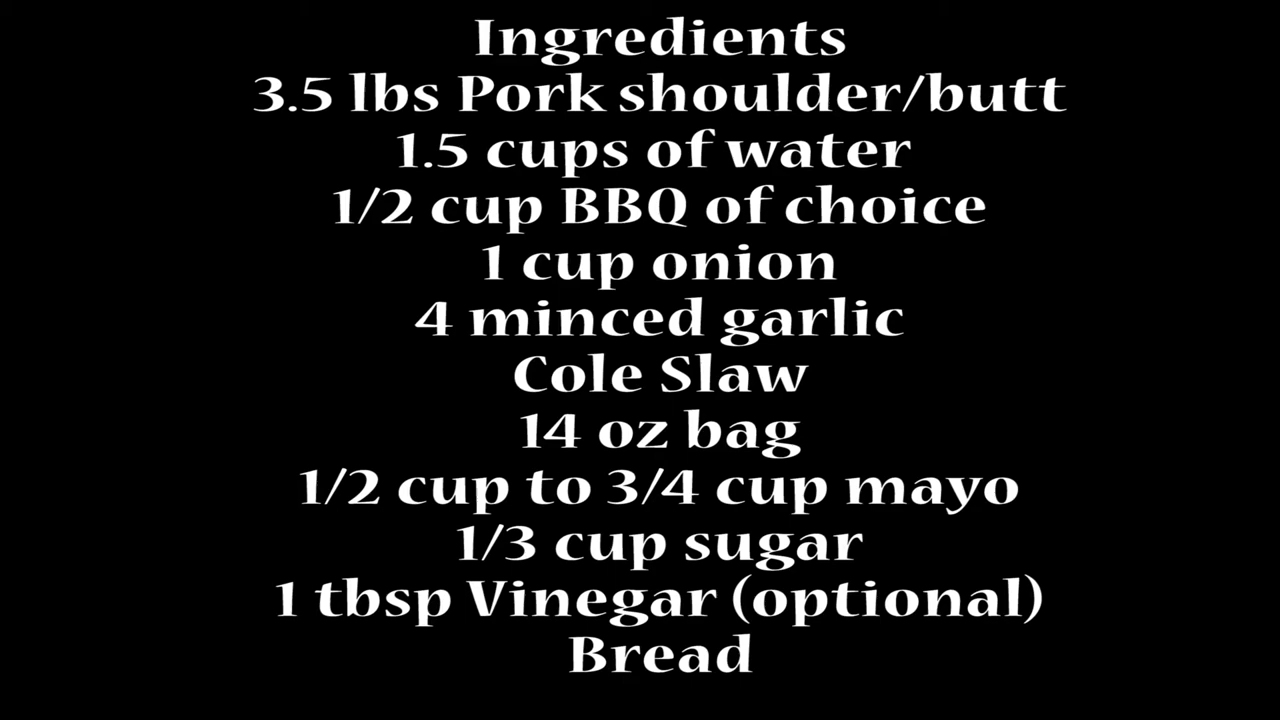 Ingredients
3.5 lbs Pork shoulder/butt
1.5 cups of water
1/2 cup BBQ of choice
1 cup onion
4 minced garlic
Cole Slaw
14 oz bag
1/2 cup to 3/4 cup mayo
1/3 cup sugar
1 tbsp Vinegar (optional)
Bread